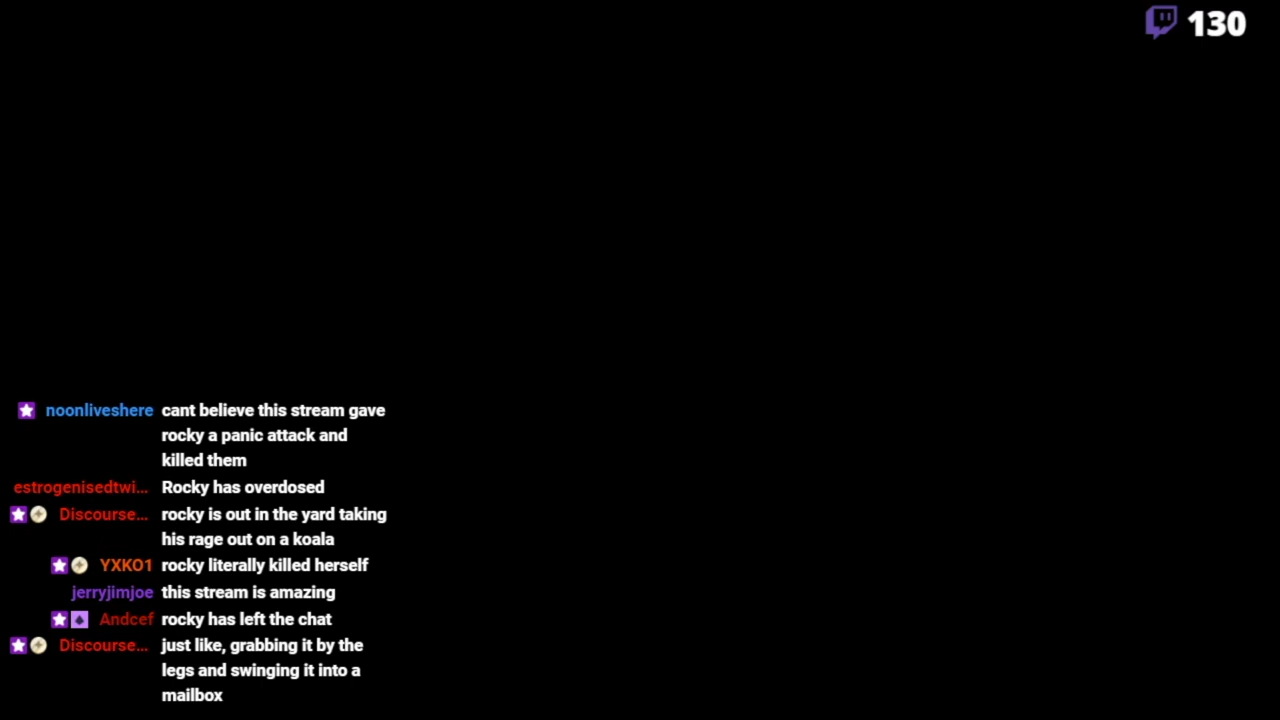 130
noonliveshere cant believe this stream gave
rocky a panic attack and
killed them
estrogenisedtwi... Rocky has overdosed
Discourse... rocky is out in the yard taking
his rage out on a koala
YXKO1 rocky literally killed herself
jerryjimjoe this stream is amazing
Andcef rocky has left the chat
Discourse... just like, grabbing it by the
legs and swinging it into a
mailbox